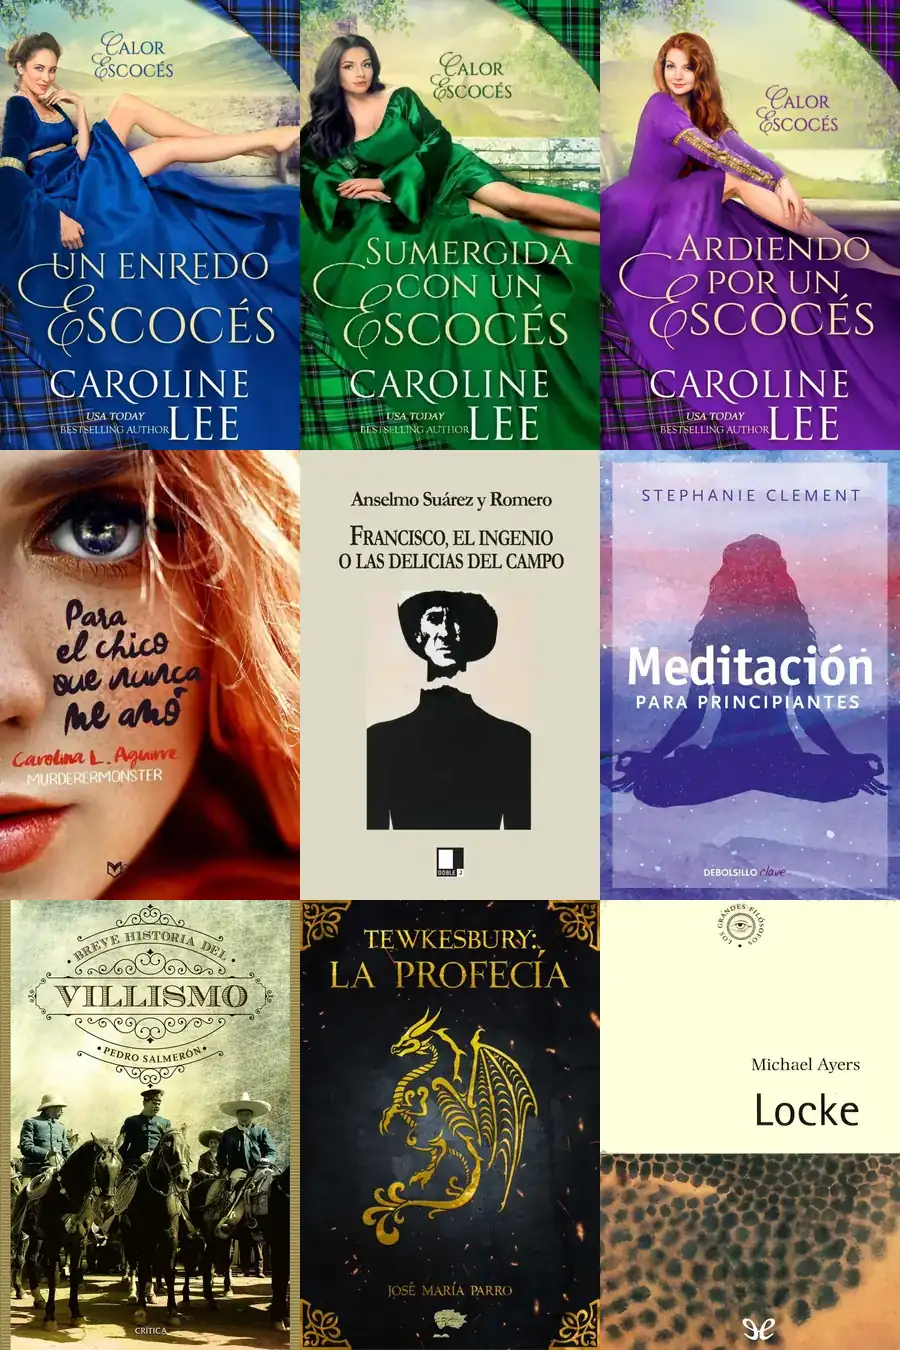 CALOR
ESCOCÉS
UN ENREDO
ESCOCÉS
CAROLINE
USA TODAY
BESTSELLING AUTHOR LEE
CALOR
ESCOCÉS
SUMERGIDA
CON UN
ESCOCÉS
CAROLINE
USA TODAY
BESTSELLING AUTHOR LEE
CALOR
ESCOCÉS
ARDIENDO
POR UN
ESCOCÉS
CAROLINE
USA TODAY
BESTSELLING AUTHOR LEE
Para
el chico
que nunca
me amó
Carolina L. Aguirre
MURDERERMONSTER
Anselmo Suárez y Romero
FRANCISCO, EL INGENIO
O LAS DELICIAS DEL CAMPO
DOBLE J
STEPHANIE CLEMENT
Meditación
PARA PRINCIPIANTES
DEBOLSILLO clave
• BREVE HISTORIA DEL •
VILLISMO
• PEDRO SALMERÓN •
CRÍTICA
TEWKESBURY:
LA PROFECÍA
JOSÉ MARÍA PARRO
LOS GRANDES FILÓSOFOS
Michael Ayers
Locke